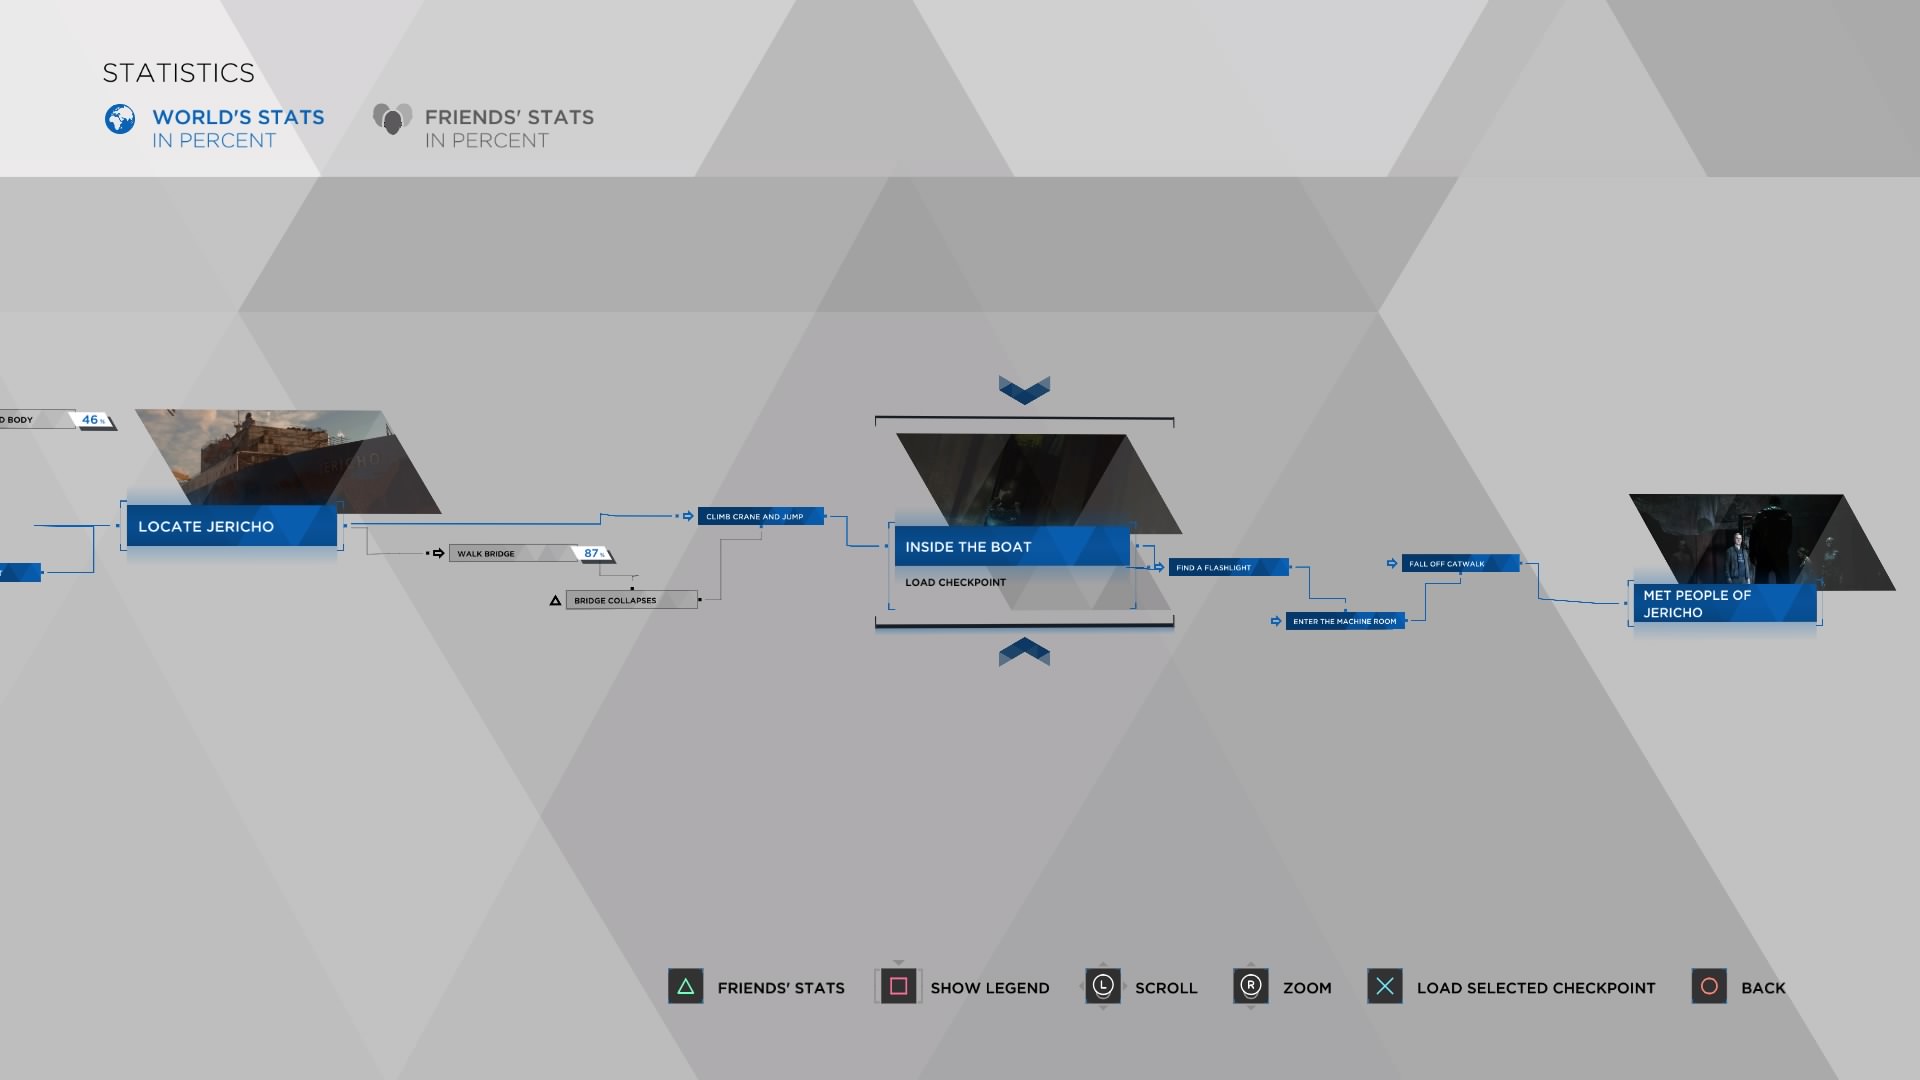 STATISTICS
WORLD'S STATS
IN PERCENT
FRIENDS' STATS
IN PERCENT
D BODY
46%
LOCATE JERICHO
WALK BRIDGE
87%
BRIDGE COLLAPSES
CLIMB CRANE AND JUMP
INSIDE THE BOAT
LOAD CHECKPOINT
FIND A FLASHLIGHT
ENTER THE MACHINE ROOM
FALL OFF CATWALK
MET PEOPLE OF
JERICHO
JERICHO
FRIENDS' STATS
SHOW LEGEND
L
SCROLL
R
ZOOM
LOAD SELECTED CHECKPOINT
BACK